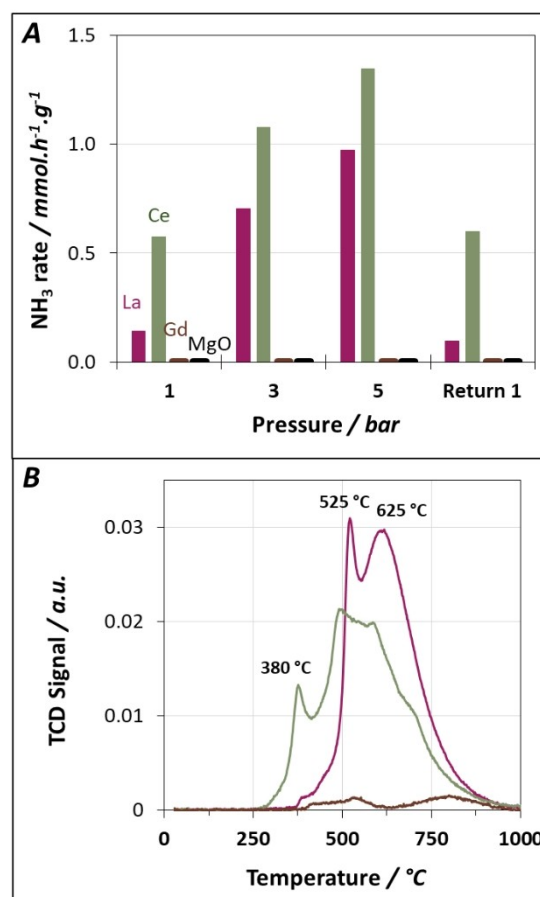 A
NH₃ rate / mmol.h⁻¹.g⁻¹
1.5
1.0
0.5
0.0
Ce
La
Gd
MgO
1 3 5 Return 1
Pressure / bar
B
TCD Signal / a.u.
0.03
0.02
0.01
0
525 °C
625 °C
380 °C
0 250 500 750 1000
Temperature / °C